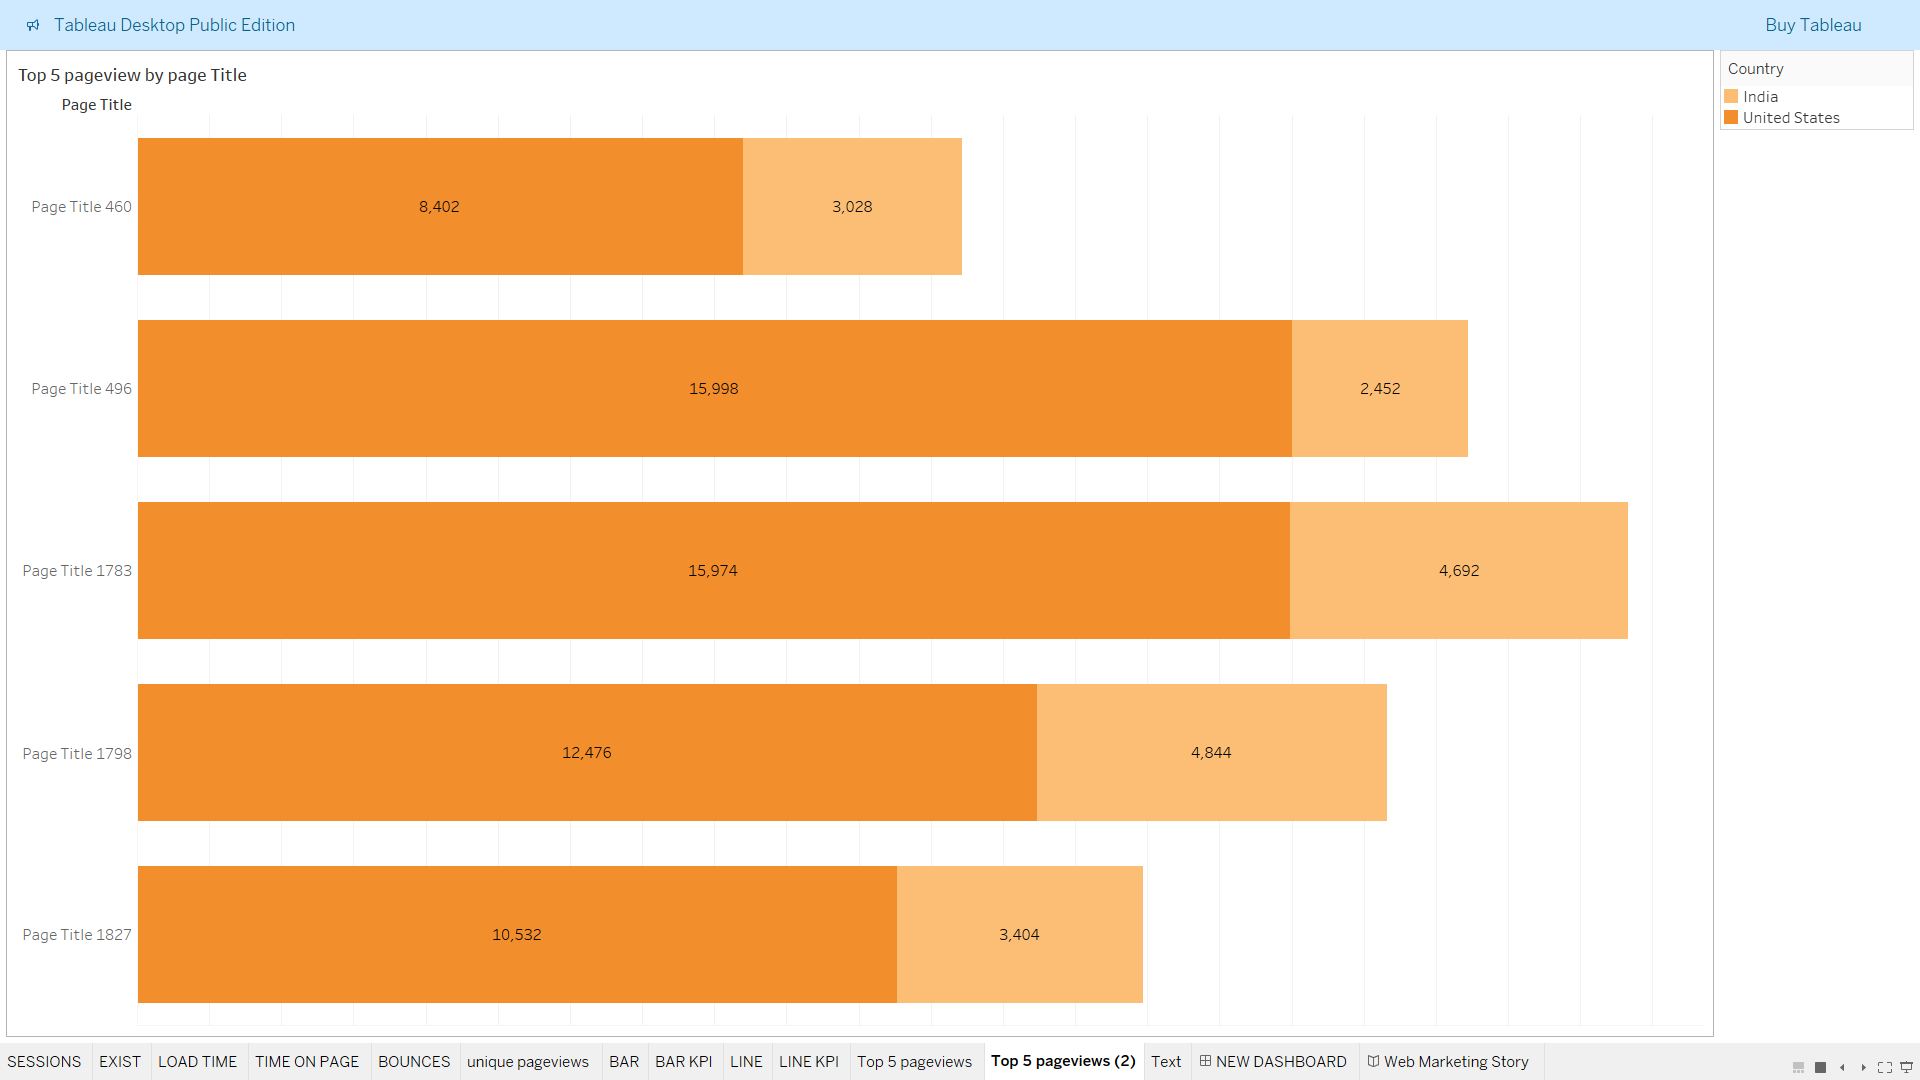 Tableau Desktop Public Edition
Buy Tableau
Top 5 pageview by page Title
Page Title
Page Title 460
8,402
3,028
Page Title 496
15,998
2,452
Page Title 1783
15,974
4,692
Page Title 1798
12,476
4,844
Page Title 1827
10,532
3,404
Country
India
United States
SESSIONS
EXIST
LOAD TIME
TIME ON PAGE
BOUNCES
unique pageviews
BAR
BAR KPI
LINE
LINE KPI
Top 5 pageviews
Top 5 pageviews (2)
Text
NEW DASHBOARD
Web Marketing Story